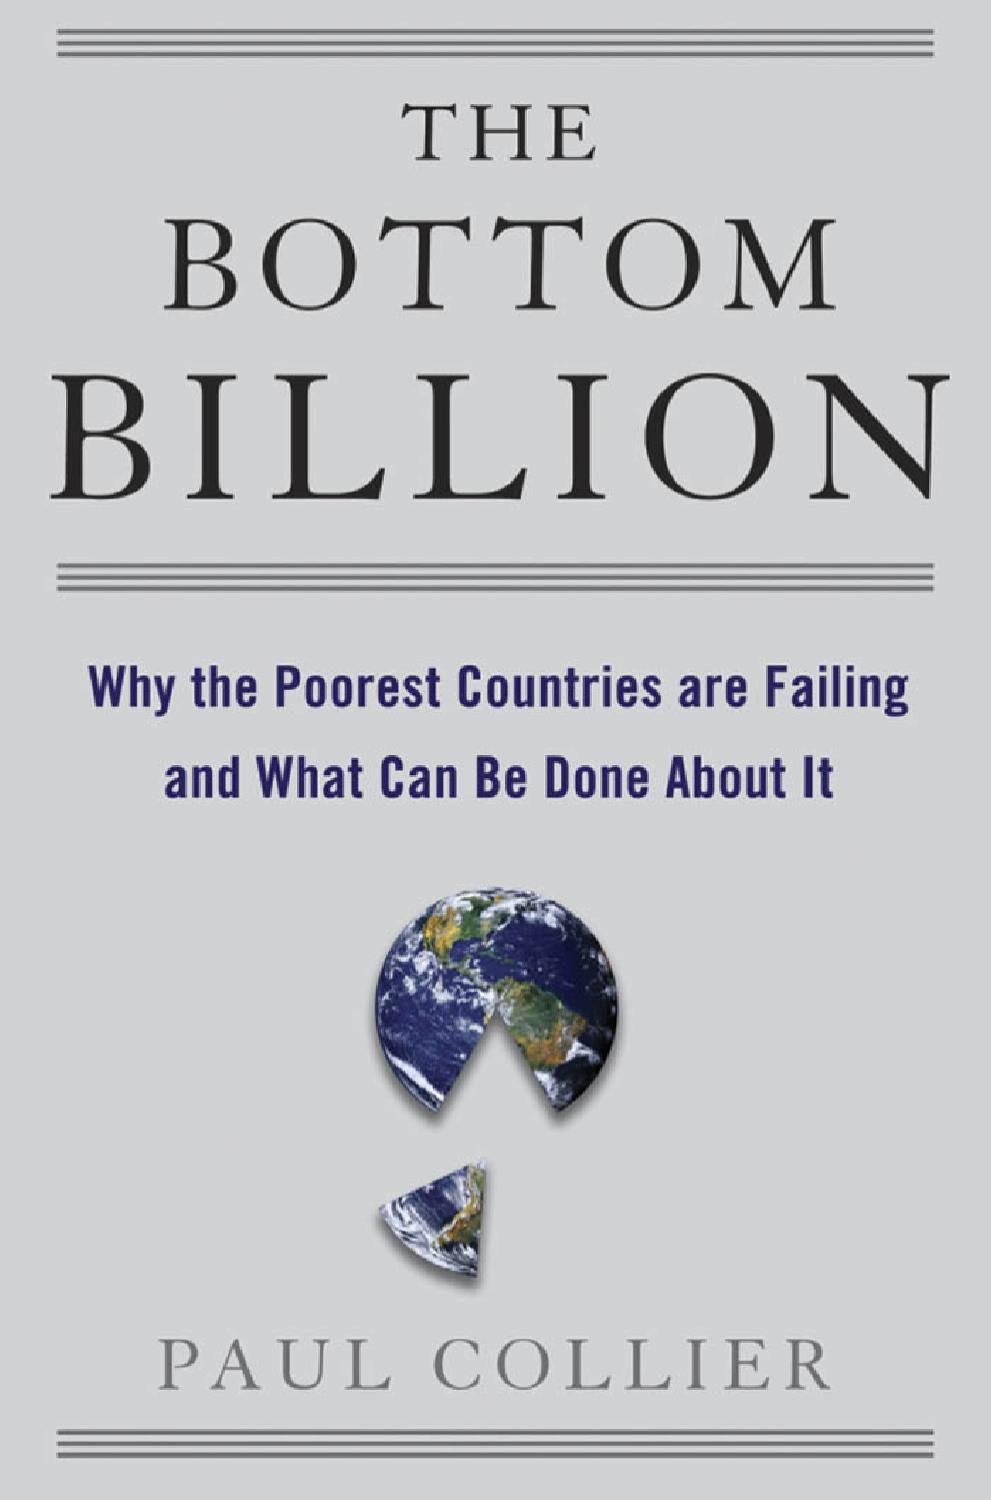 THE
BOTTOM
BILLION
Why the Poorest Countries are Failing
and What Can Be Done About It
PAUL COLLIER